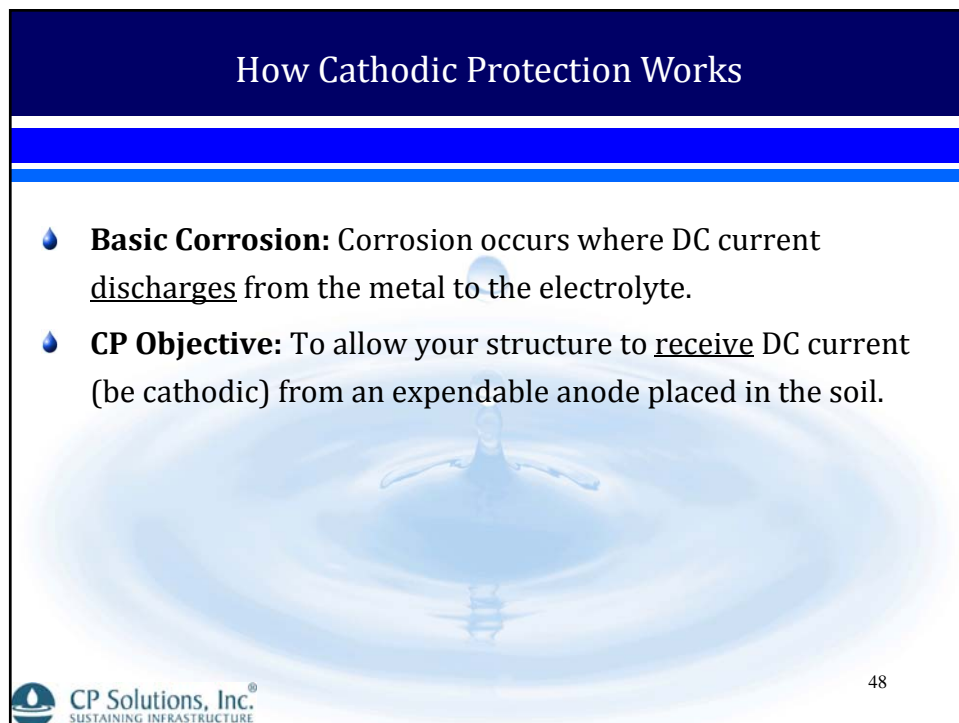 How Cathodic Protection Works
Basic Corrosion: Corrosion occurs where DC current
discharges from the metal to the electrolyte.
CP Objective: To allow your structure to receive DC current
(be cathodic) from an expendable anode placed in the soil.
48
CP Solutions, Inc.®
SUSTAINING INFRASTRUCTURE